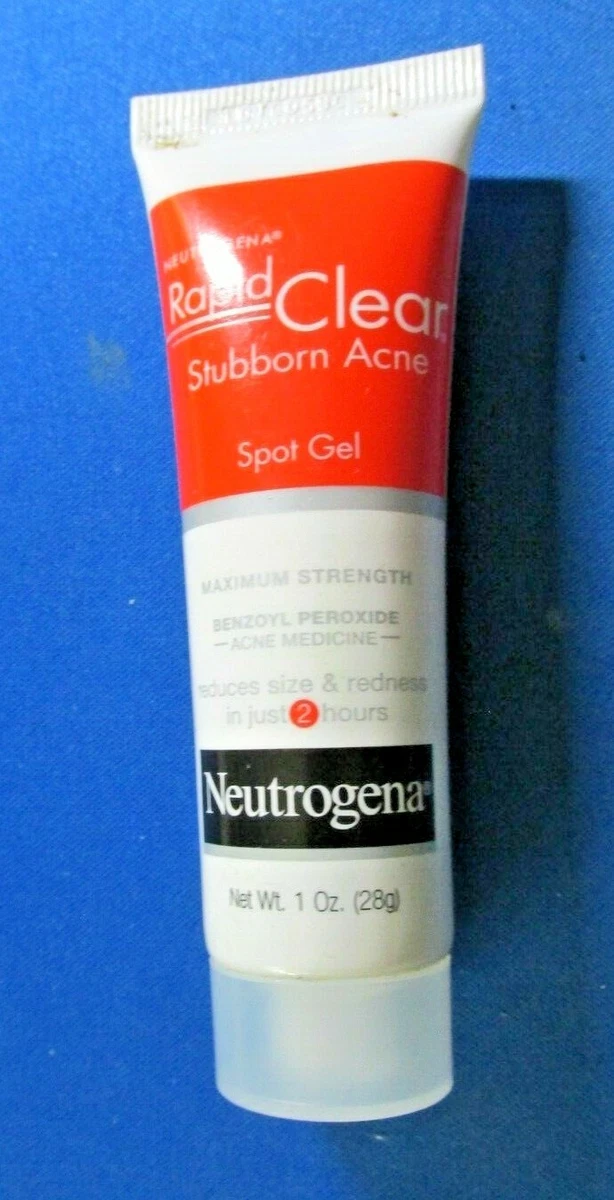 NEUTROGENA®
Rapid Clear
Stubborn Acne
Spot Gel
MAXIMUM STRENGTH
BENZOYL PEROXIDE
—ACNE MEDICINE—
reduces size & redness
in just 2 hours
Neutrogena®
Net Wt. 1 Oz. (28g)